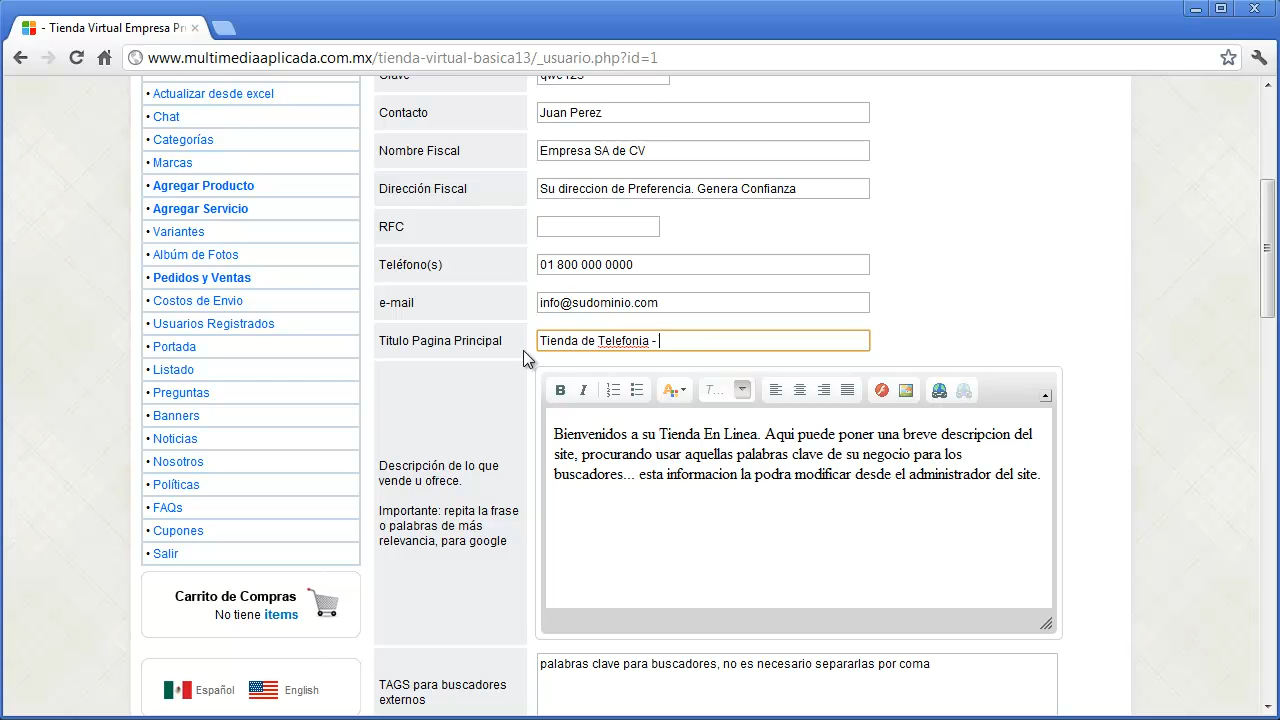 - Tienda Virtual Empresa Pr
www.multimediaaplicada.com.mx/tienda-virtual-basica13/_usuario.php?id=1
• Actualizar desde excel
• Chat
• Categorías
• Marcas
• Agregar Producto
• Agregar Servicio
• Variantes
• Albúm de Fotos
• Pedidos y Ventas
• Costos de Envio
• Usuarios Registrados
• Portada
• Listado
• Preguntas
• Banners
• Noticias
• Nosotros
• Políticas
• FAQs
• Cupones
• Salir
Carrito de Compras
No tiene items
Español English
Clave qwe123
Contacto Juan Perez
Nombre Fiscal Empresa SA de CV
Dirección Fiscal Su direccion de Preferencia. Genera Confianza
RFC
Teléfono(s) 01 800 000 0000
e-mail info@sudominio.com
Titulo Pagina Principal Tienda de Telefonia -
B I A T...
Descripción de lo que
vende u ofrece.
Importante: repita la frase
o palabras de más
relevancia, para google
Bienvenidos a su Tienda En Linea. Aqui puede poner una breve descripcion del
site, procurando usar aquellas palabras clave de su negocio para los
buscadores... esta informacion la podra modificar desde el administrador del site.
TAGS para buscadores
externos
palabras clave para buscadores, no es necesario separarlas por coma